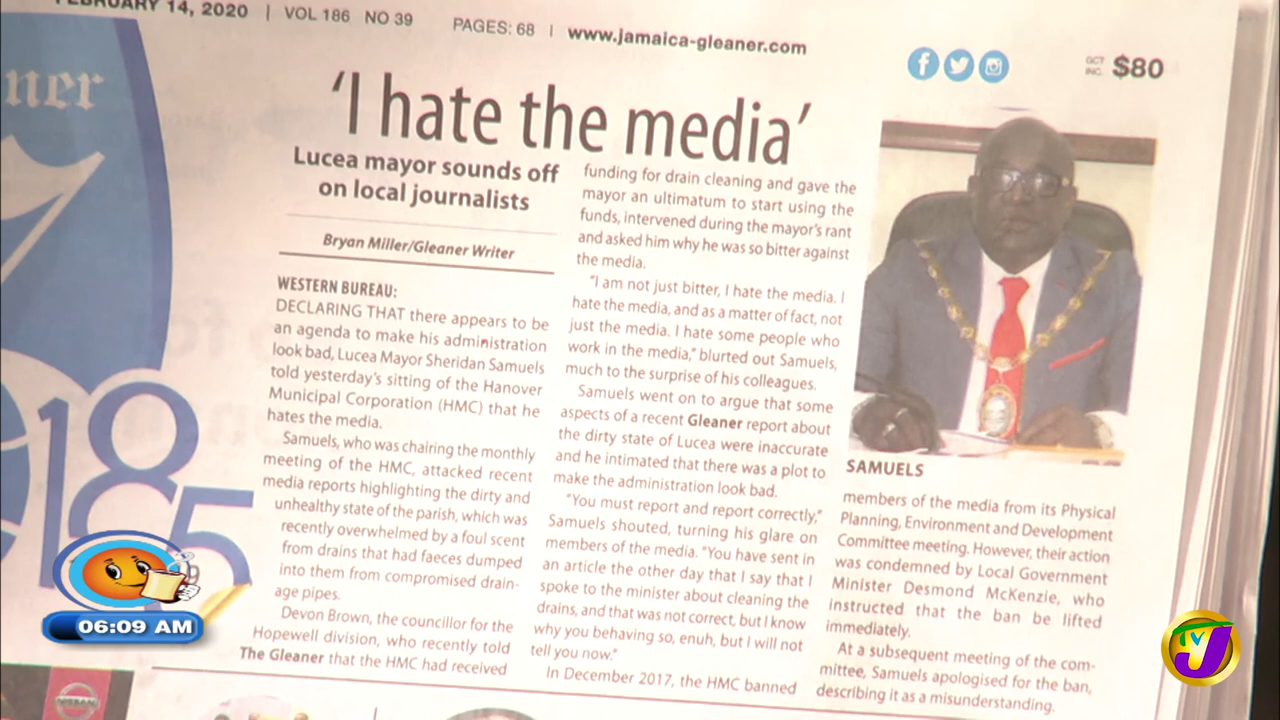 FEBRUARY 14, 2020 | VOL 186 NO 39 PAGES: 68 | www.jamaica-gleaner.com
GCT
INC. $80
ner
7
185
'I hate the media'
Lucea mayor sounds off
on local journalists
Bryan Miller/Gleaner Writer
WESTERN BUREAU:
DECLARING THAT there appears to be
an agenda to make his administration
look bad, Lucea Mayor Sheridan Samuels
told yesterday's sitting of the Hanover
Municipal Corporation (HMC) that he
hates the media.
Samuels, who was chairing the monthly
meeting of the HMC, attacked recent
media reports highlighting the dirty and
unhealthy state of the parish, which was
recently overwhelmed by a foul scent
from drains that had faeces dumped
into them from compromised drain-
age pipes.
Devon Brown, the councillor for the
Hopewell division, who recently told
The Gleaner that the HMC had received
funding for drain cleaning and gave the
mayor an ultimatum to start using the
funds, intervened during the mayor's rant
and asked him why he was so bitter against
the media.
"I am not just bitter, I hate the media. I
hate the media, and as a matter of fact, not
just the media. I hate some people who
work in the media," blurted out Samuels,
much to the surprise of his colleagues.
Samuels went on to argue that some
aspects of a recent Gleaner report about
the dirty state of Lucea were inaccurate
and he intimated that there was a plot to
make the administration look bad.
"You must report and report correctly,"
Samuels shouted, turning his glare on
members of the media. "You have sent in
an article the other day that I say that I
spoke to the minister about cleaning the
drains, and that was not correct, but I know
why you behaving so, enuh, but I will not
tell you now."
In December 2017, the HMC banned
SAMUELS
members of the media from its Physical
Planning, Environment and Development
Committee meeting. However, their action
was condemned by Local Government
Minister Desmond McKenzie, who
instructed that the ban be lifted
immediately.
At a subsequent meeting of the com-
mittee, Samuels apologised for the ban,
describing it as a misunderstanding.
06:09 AM
NISSAN
TVJ